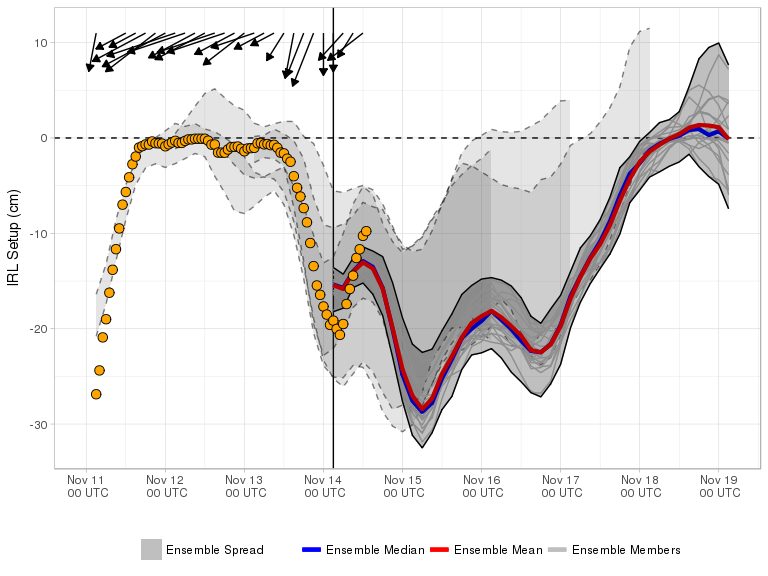 IRL Setup (cm)
10
0
-10
-20
-30
Nov 11 Nov 12 Nov 13 Nov 14 Nov 15 Nov 16 Nov 17 Nov 18 Nov 19
00 UTC 00 UTC 00 UTC 00 UTC 00 UTC 00 UTC 00 UTC 00 UTC 00 UTC
Ensemble Spread Ensemble Median Ensemble Mean Ensemble Members